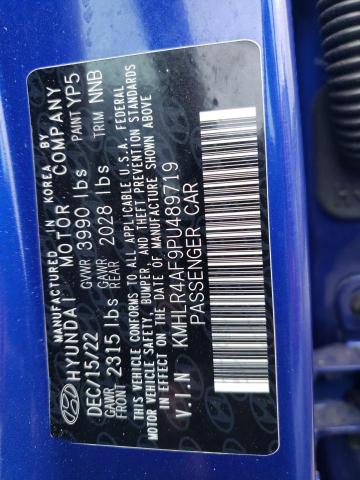 MANUFACTURED IN KOREA BY
HYUNDAI MOTOR COMPANY
DEC/15/22 GVWR 3990 lbs PAINT YP5
GAWR FRONT 2315 lbs GAWR REAR 2028 lbs TRIM NNB
THIS VEHICLE CONFORMS TO ALL APPLICABLE U.S.A. FEDERAL
MOTOR VEHICLE SAFETY, BUMPER, AND THEFT PREVENTION STANDARDS
IN EFFECT ON THE DATE OF MANUFACTURE SHOWN ABOVE
V.I.N KMHLR4AF9PU489719
PASSENGER CAR